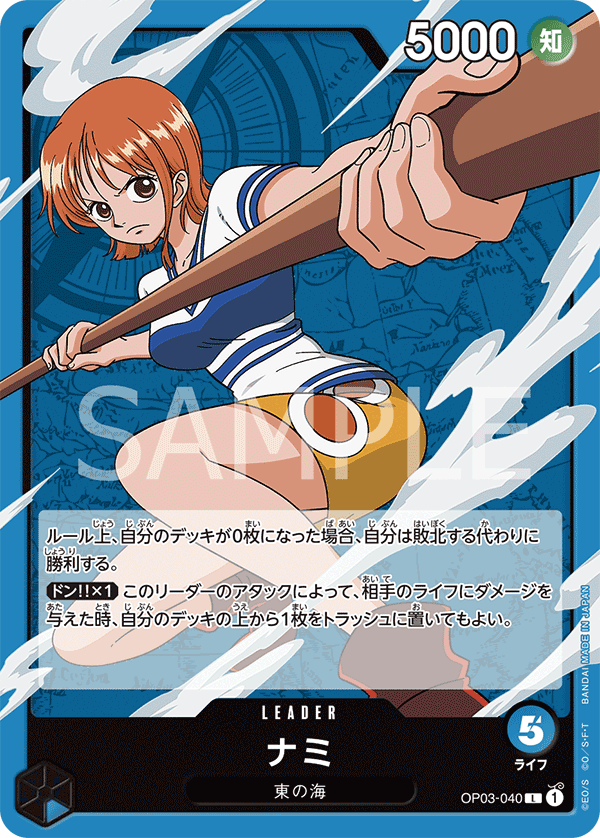 5000
知
SAMPLE
ルール上、自分のデッキが0枚になった場合、自分は敗北する代わりに
勝利する。
ドン!!×1 このリーダーのアタックによって、相手のライフにダメージを
与えた時、自分のデッキの上から1枚をトラッシュに置いてもよい。
LEADER
ナミ
5
ライフ
東の海
OP03-040 L 1
©E.O/S ©O/S・F・T BANDAI MADE IN JAPAN